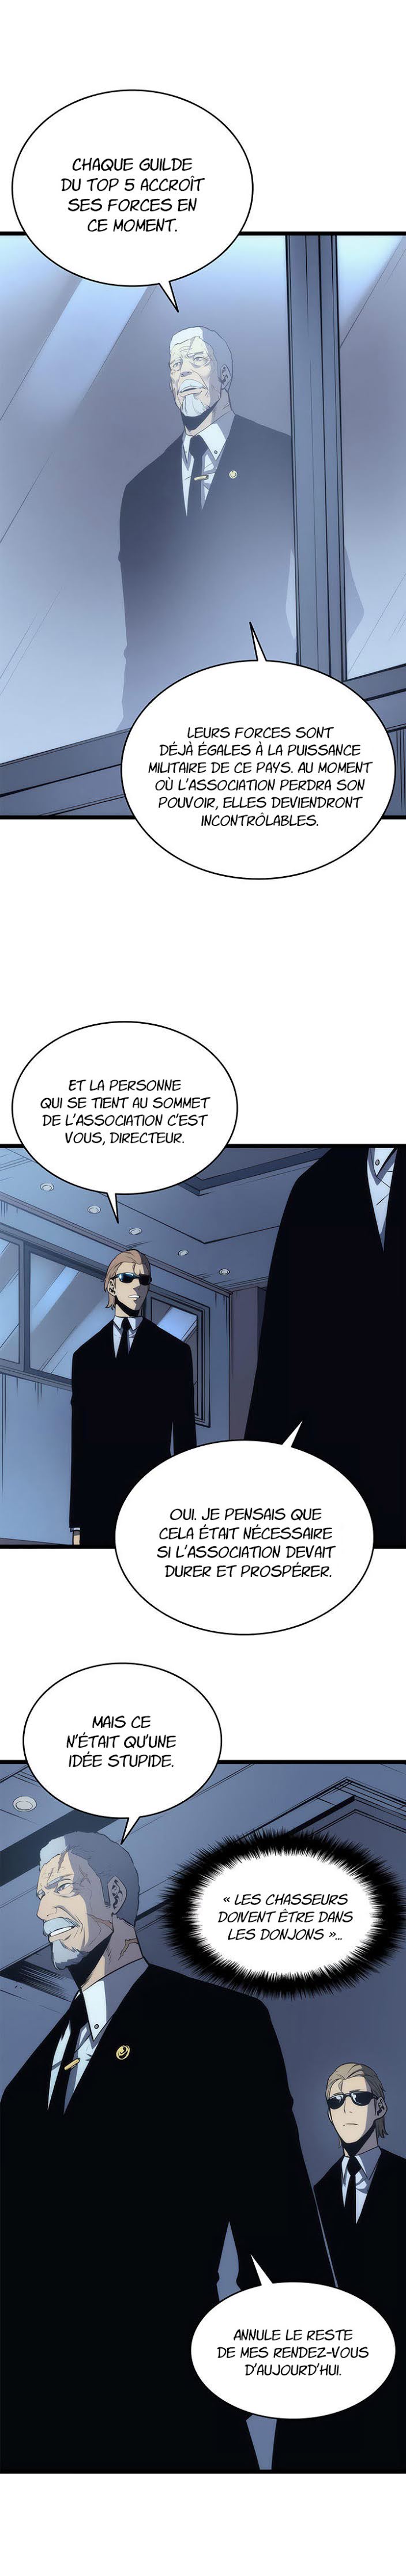 CHAQUE GUILDE
DU TOP 5 ACCROÎT
SES FORCES EN
CE MOMENT.
LEURS FORCES SONT
DÉJÀ ÉGALES À LA PUISSANCE
MILITAIRE DE CE PAYS. AU MOMENT
OÙ L'ASSOCIATION PERDRA SON
POUVOIR, ELLES DEVIENDRONT
INCONTRÔLABLES.
ET LA PERSONNE
QUI SE TIENT AU SOMMET
DE L'ASSOCIATION C'EST
VOUS, DIRECTEUR.
OUI. JE PENSAIS QUE
CELA ÉTAIT NÉCESSAIRE
SI L'ASSOCIATION DEVAIT
DURER ET PROSPÉRER.
MAIS CE
N'ÉTAIT QU'UNE
IDÉE STUPIDE.
« LES CHASSEURS
DOIVENT ÊTRE DANS
LES DONJONS »...
ANNULE LE RESTE
DE MES RENDEZ-VOUS
D'AUJOURD'HUI.